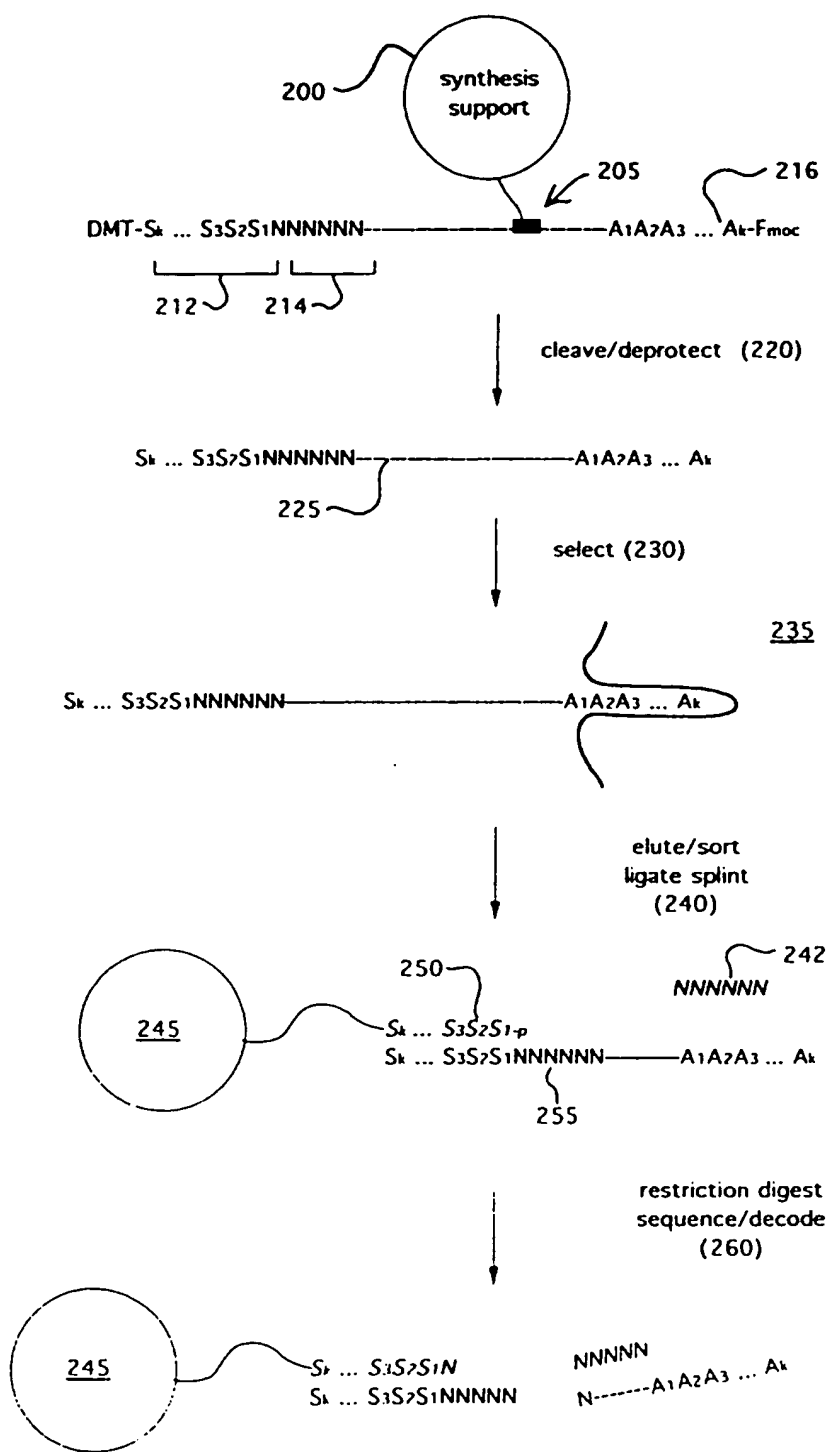 synthesis
support
200
205
216
DMT-Sk ... S3S2S1NNNNNN
A1A2A3 ... Ak-Fmoc
212
214
cleave/deprotect (220)
Sk ... S3S2S1NNNNNN
A1A2A3 ... Ak
225
select (230)
235
Sk ... S3S2S1NNNNNN
A1A2A3 ... Ak
elute/sort
ligate splint
(240)
250
242
NNNNNN
245
Sk ... S3S2S1-p
Sk ... S3S2S1NNNNNN
A1A2A3 ... Ak
255
restriction digest
sequence/decode
(260)
245
Sk ... S3S2S1N
NNNNN
Sk ... S3S2S1NNNNN
N-------A1A2A3 ... Ak